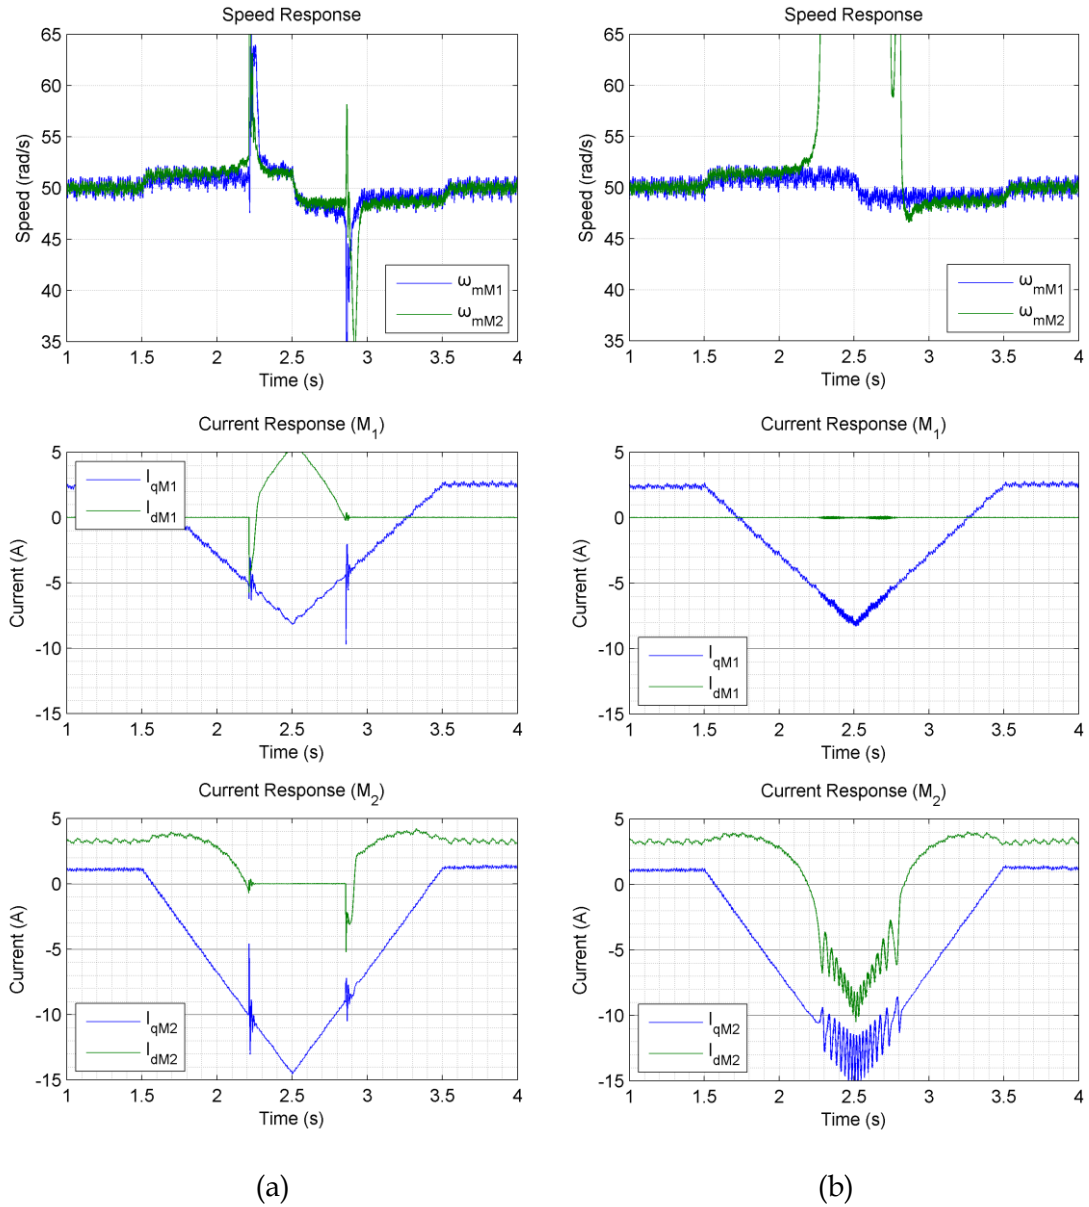 Speed Response
65
60
55
50
45
40
35
Speed (rad/s)
ωmM1
ωmM2
1 1.5 2 2.5 3 3.5 4
Time (s)
Current Response (M1)
5
0
-5
-10
-15
Current (A)
IqM1
IdM1
1 1.5 2 2.5 3 3.5 4
Time (s)
Current Response (M2)
5
0
-5
-10
-15
Current (A)
IqM2
IdM2
1 1.5 2 2.5 3 3.5 4
Time (s)
(a)
Speed Response
65
60
55
50
45
40
35
Speed (rad/s)
ωmM1
ωmM2
1 1.5 2 2.5 3 3.5 4
Time (s)
Current Response (M1)
5
0
-5
-10
-15
Current (A)
IqM1
IdM1
1 1.5 2 2.5 3 3.5 4
Time (s)
Current Response (M2)
5
0
-5
-10
-15
Current (A)
IqM2
IdM2
1 1.5 2 2.5 3 3.5 4
Time (s)
(b)